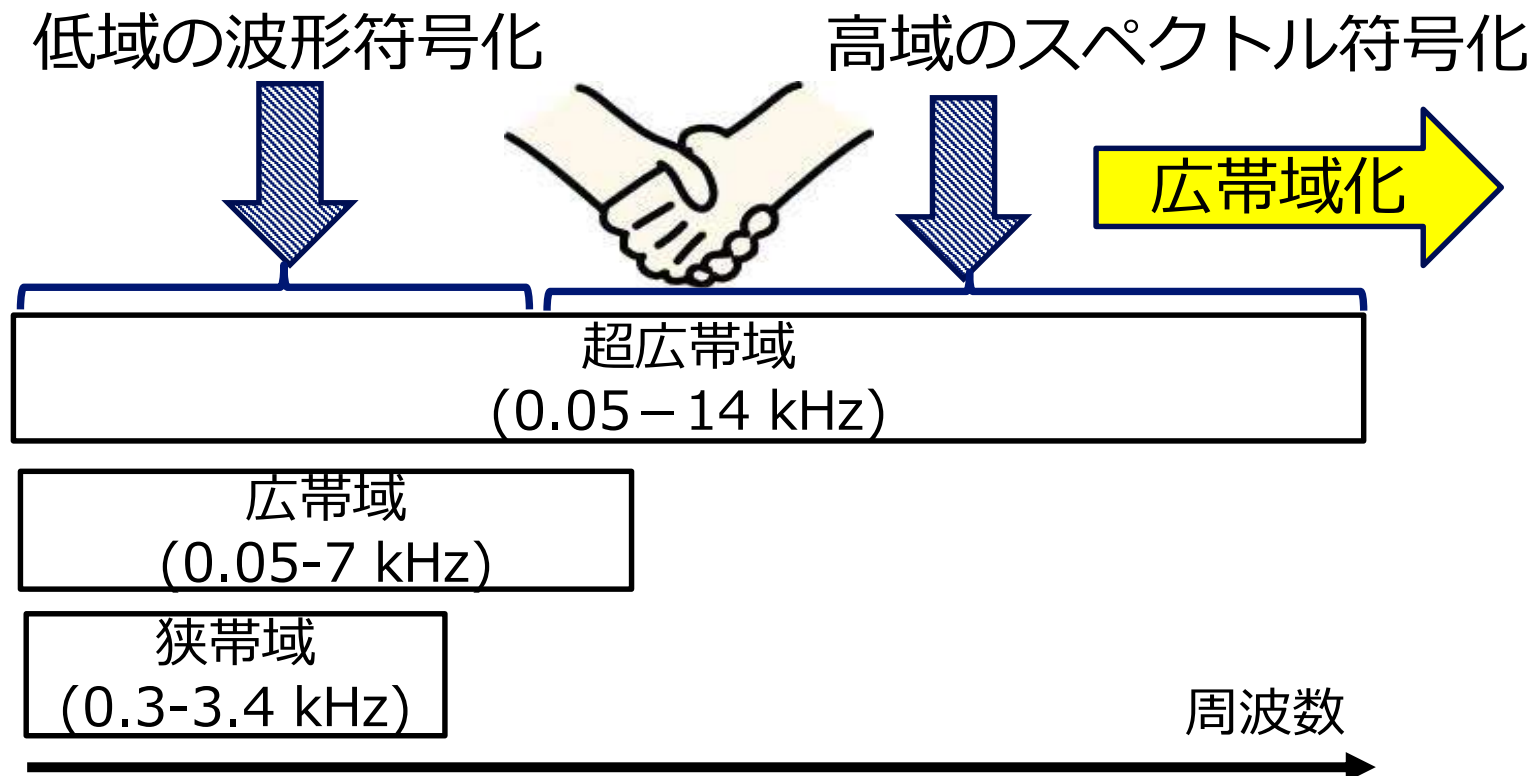 低域の波形符号化
高域のスペクトル符号化
広帯域化
超広帯域
(0.05－14 kHz)
広帯域
(0.05-7 kHz)
狭帯域
(0.3-3.4 kHz)
周波数